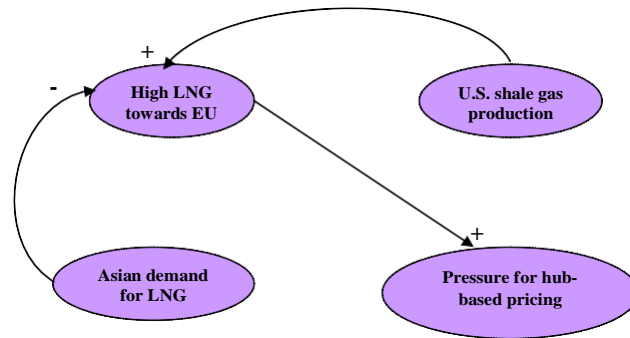 +
-
High LNG
towards EU
U.S. shale gas
production
+
Asian demand
for LNG
Pressure for hub-
based pricing